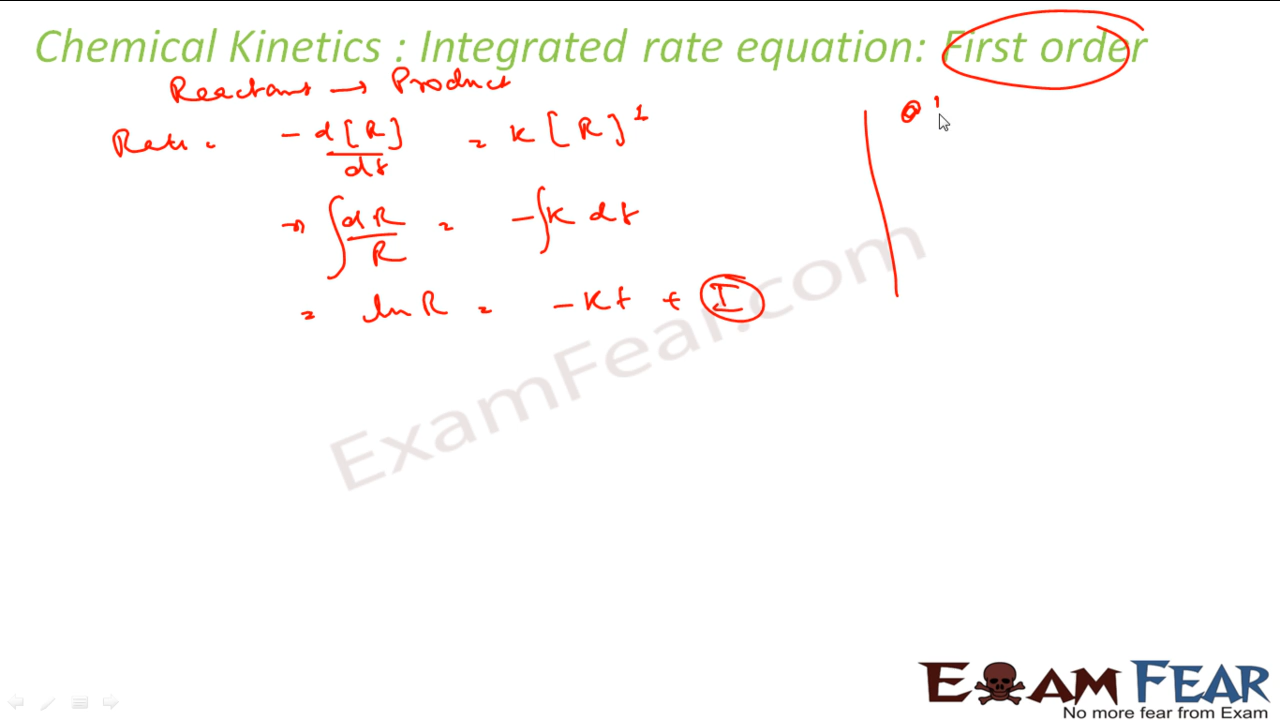 Chemical Kinetics : Integrated rate equation: First order
Reactant → Product
Rate = - d[R]/dt = K [R]^1
→ ∫ dR/R = - ∫ K dt
= ln R = - Kt + I
@
ExamFear.com
EXAM FEAR
No more fear from Exam